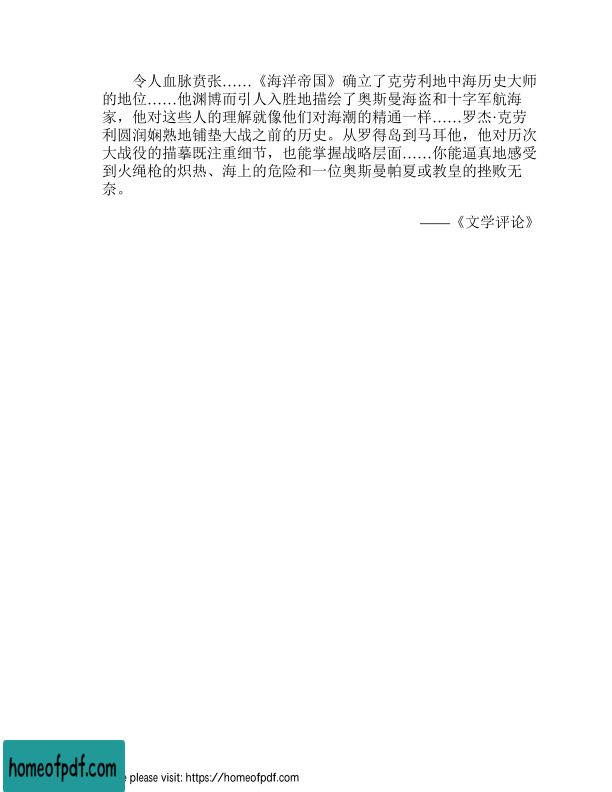 令人血脉贲张……《海洋帝国》确立了克劳利地中海历史大师
的地位……他渊博而引人入胜地描绘了奥斯曼海盗和十字军航海
家，他对这些人的理解就像他们对海潮的精通一样……罗杰·克劳
利圆润娴熟地铺垫大战之前的历史。从罗得岛到马耳他，他对历次
大战役的描摹既注重细节，也能掌握战略层面……你能逼真地感受
到火绳枪的炽热、海上的危险和一位奥斯曼帕夏或教皇的挫败无
奈。
——《文学评论》
homeofpdf.com
please visit: https://homeofpdf.com